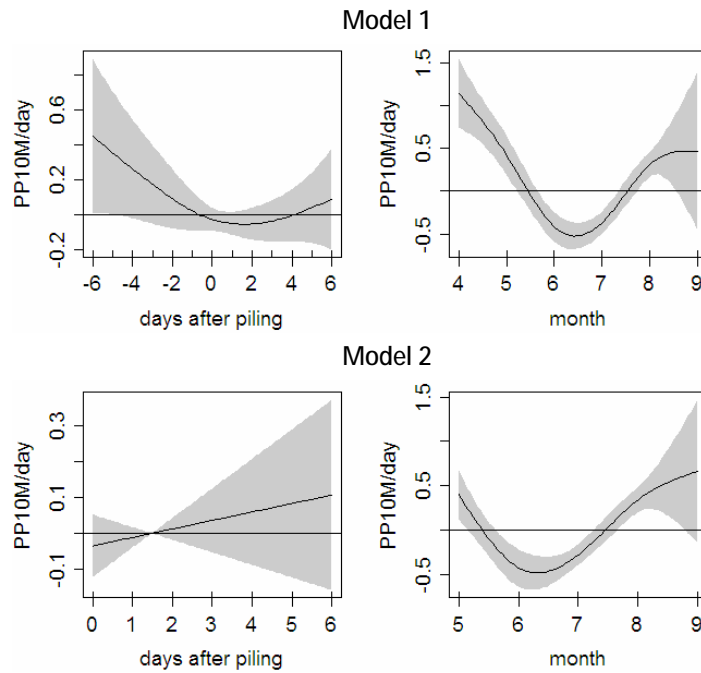 Model 1
PP10M/day
-0.2 0.2 0.6
-6 -4 -2 0 2 4 6
days after piling
PP10M/day
-0.5 0.5 1.5
4 5 6 7 8 9
month
Model 2
PP10M/day
-0.1 0.1 0.3
0 1 2 3 4 5 6
days after piling
PP10M/day
-0.5 0.5 1.5
5 6 7 8 9
month